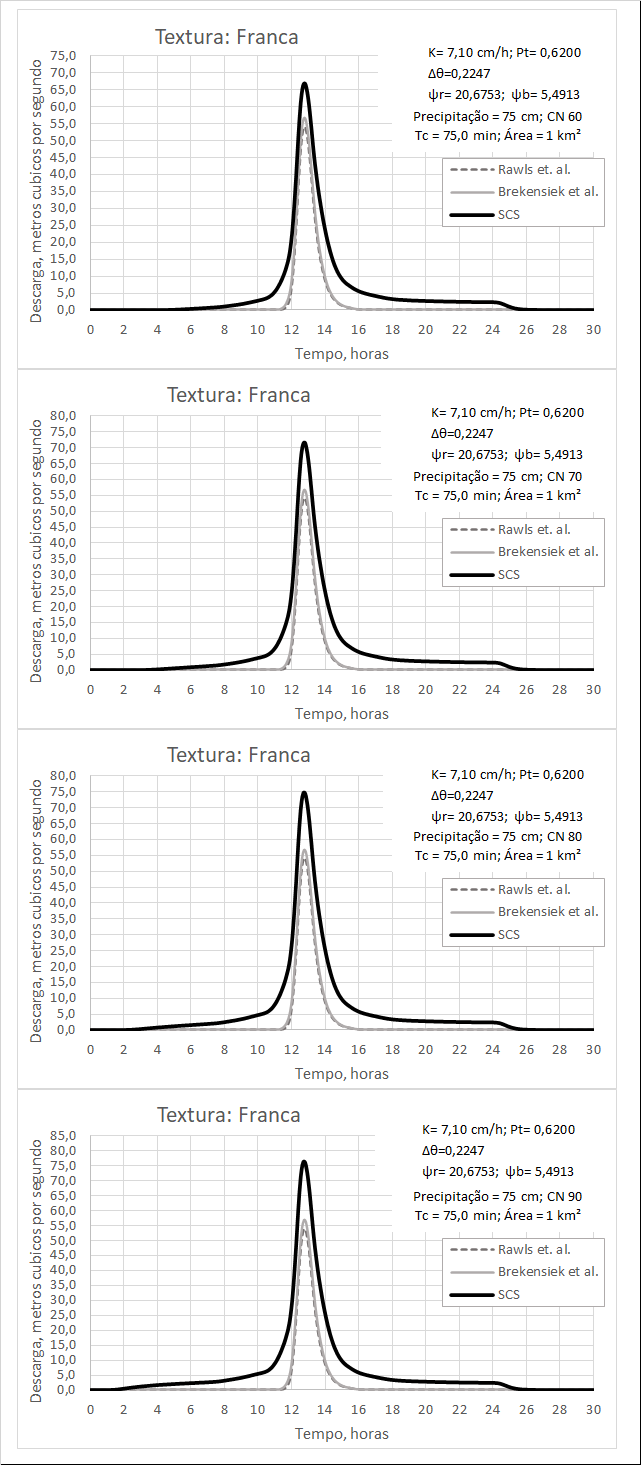 Textura: Franca
K= 7,10 cm/h; Pt= 0,6200
Δθ=0,2247
ψr= 20,6753; ψb= 5,4913
Precipitação = 75 cm; CN 60
Tc = 75,0 min; Área = 1 km²
Rawls et. al.
Brekensiek et al.
SCS
Descarga, metros cubicos por segundo
75,0
70,0
65,0
60,0
55,0
50,0
45,0
40,0
35,0
30,0
25,0
20,0
15,0
10,0
5,0
0,0
0 2 4 6 8 10 12 14 16 18 20 22 24 26 28 30
Tempo, horas
Textura: Franca
K= 7,10 cm/h; Pt= 0,6200
Δθ=0,2247
ψr= 20,6753; ψb= 5,4913
Precipitação = 75 cm; CN 70
Tc = 75,0 min; Área = 1 km²
Rawls et. al.
Brekensiek et al.
SCS
Descarga, metros cubicos por segundo
80,0
75,0
70,0
65,0
60,0
55,0
50,0
45,0
40,0
35,0
30,0
25,0
20,0
15,0
10,0
5,0
0,0
0 2 4 6 8 10 12 14 16 18 20 22 24 26 28 30
Tempo, horas
Textura: Franca
K= 7,10 cm/h; Pt= 0,6200
Δθ=0,2247
ψr= 20,6753; ψb= 5,4913
Precipitação = 75 cm; CN 80
Tc = 75,0 min; Área = 1 km²
Rawls et. al.
Brekensiek et al.
SCS
Descarga, metros cubicos por segundo
80,0
75,0
70,0
65,0
60,0
55,0
50,0
45,0
40,0
35,0
30,0
25,0
20,0
15,0
10,0
5,0
0,0
0 2 4 6 8 10 12 14 16 18 20 22 24 26 28 30
Tempo, horas
Textura: Franca
K= 7,10 cm/h; Pt= 0,6200
Δθ=0,2247
ψr= 20,6753; ψb= 5,4913
Precipitação = 75 cm; CN 90
Tc = 75,0 min; Área = 1 km²
Rawls et. al.
Brekensiek et al.
SCS
Descarga, metros cubicos por segundo
85,0
80,0
75,0
70,0
65,0
60,0
55,0
50,0
45,0
40,0
35,0
30,0
25,0
20,0
15,0
10,0
5,0
0,0
0 2 4 6 8 10 12 14 16 18 20 22 24 26 28 30
Tempo, horas